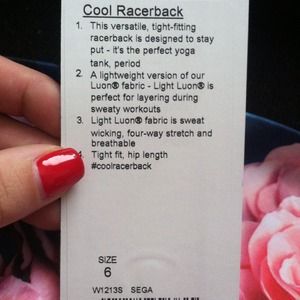 Cool Racerback
1. This versatile, tight-fitting
racerback is designed to stay
put - it's the perfect yoga
tank, period
2. A lightweight version of our
Luon® fabric - Light Luon® is
perfect for layering during
sweaty workouts
3. Light Luon® fabric is sweat
wicking, four-way stretch and
breathable
4. Tight fit, hip length
#coolracerback
SIZE
6
W1213S SEGA